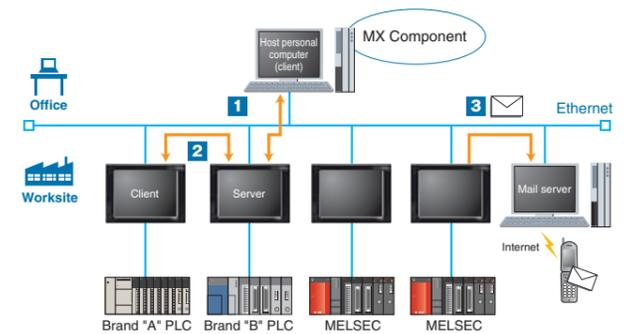 MX Component
Host personal
computer
(client)
Office
1
3
Ethernet
2
Worksite
Client
Server
Mail server
Internet
Brand "A" PLC
Brand "B" PLC
MELSEC
MELSEC